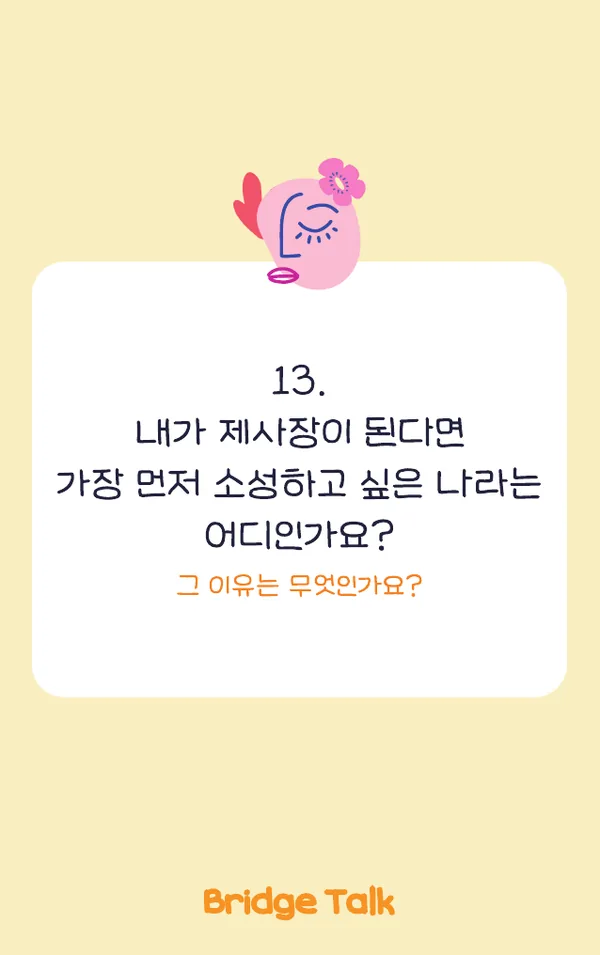 13.
내가 제사장이 된다면
가장 먼저 소성하고 싶은 나라는
어디인가요?
그 이유는 무엇인가요?
Bridge Talk